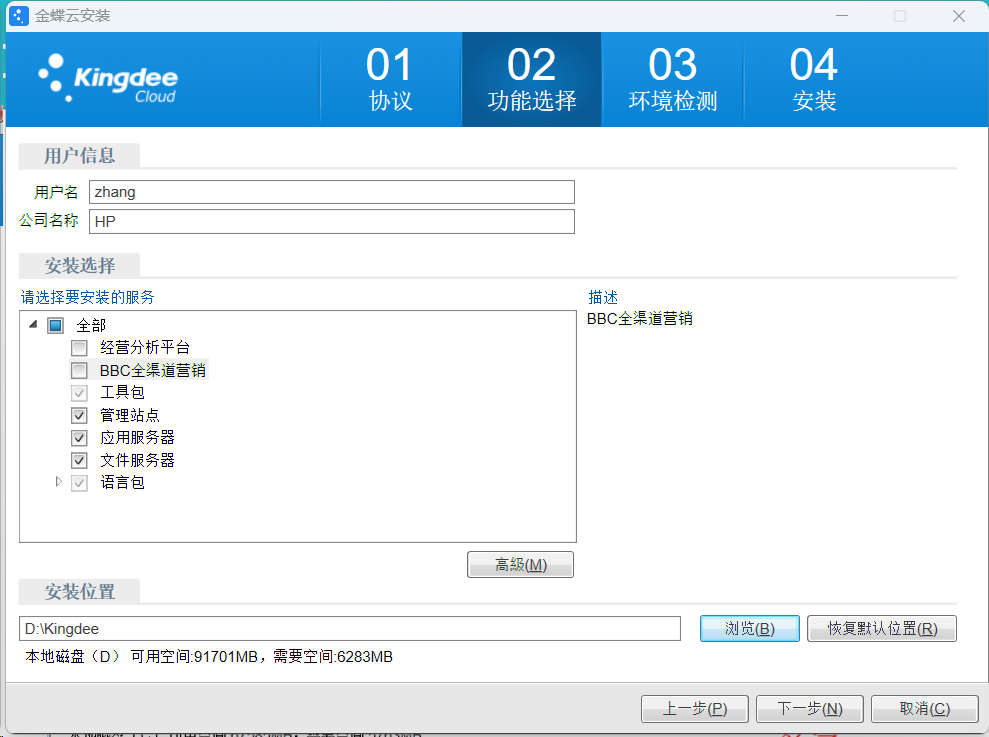 金蝶云安装
Kingdee
Cloud
01
协议
02
功能选择
03
环境检测
04
安装
用户信息
用户名 zhang
公司名称 HP
安装选择
请选择要安装的服务
描述
BBC全渠道营销
全部
经营分析平台
BBC全渠道营销
工具包
管理站点
应用服务器
文件服务器
语言包
高级(M)
安装位置
D:\Kingdee
浏览(B)
恢复默认位置(R)
本地磁盘（D） 可用空间:91701MB，需要空间:6283MB
上一步(P)
下一步(N)
取消(C)